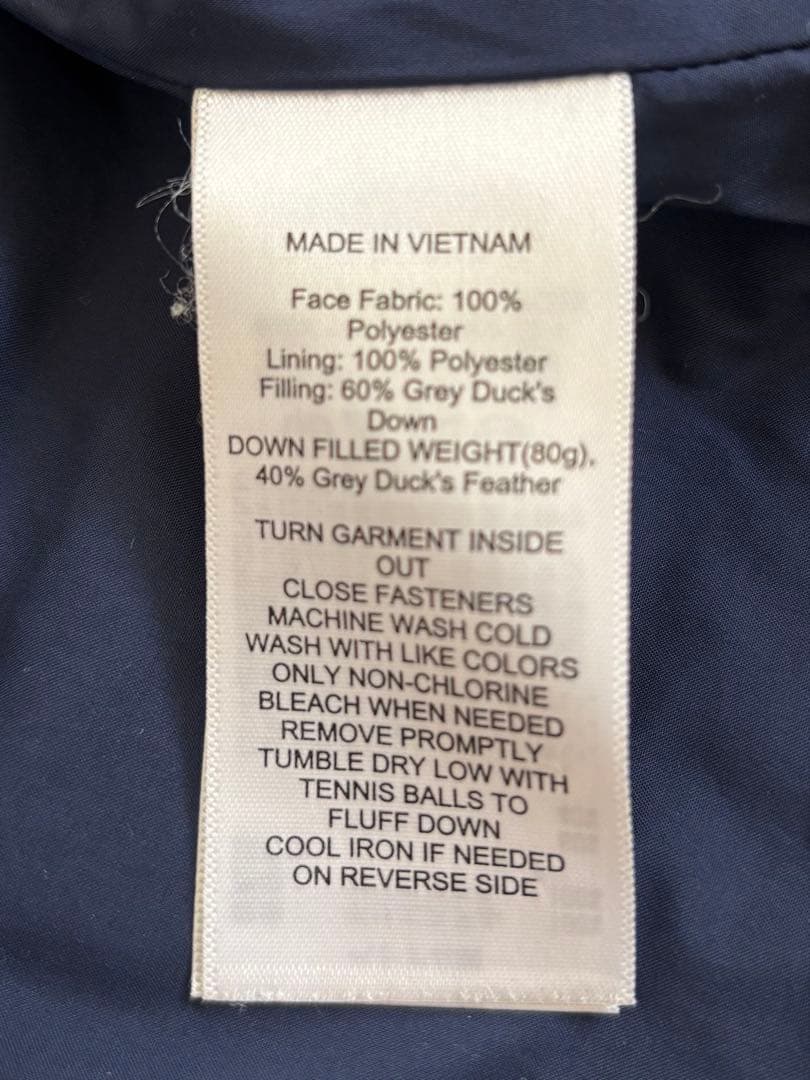 MADE IN VIETNAM
Face Fabric: 100%
Polyester
Lining: 100% Polyester
Filling: 60% Grey Duck's
Down
DOWN FILLED WEIGHT(80g),
40% Grey Duck's Feather
TURN GARMENT INSIDE
OUT
CLOSE FASTENERS
MACHINE WASH COLD
WASH WITH LIKE COLORS
ONLY NON-CHLORINE
BLEACH WHEN NEEDED
REMOVE PROMPTLY
TUMBLE DRY LOW WITH
TENNIS BALLS TO
FLUFF DOWN
COOL IRON IF NEEDED
ON REVERSE SIDE